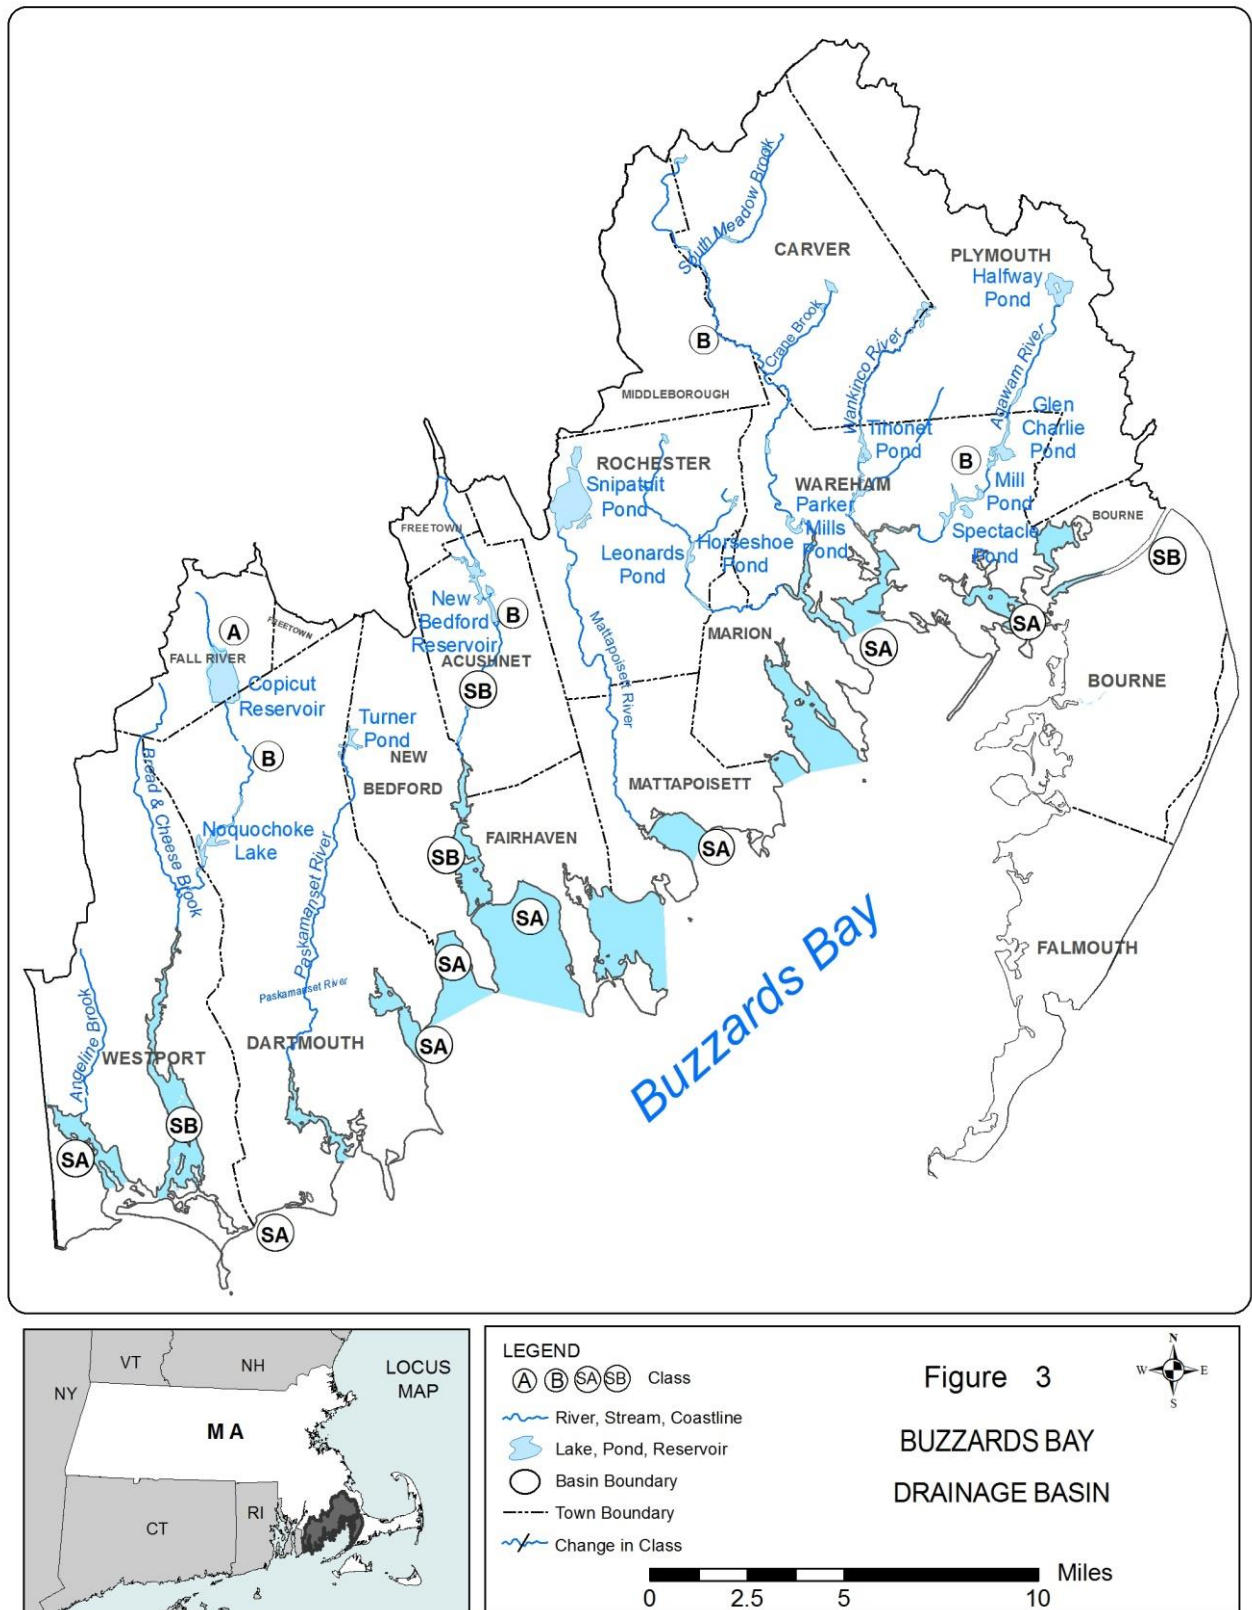 South Meadow Brook
CARVER
PLYMOUTH
Halfway
Pond
B
Crane Brook
Wankinco River
Agawam River
MIDDLEBOROUGH
Glen
Charlie
Pond
Tihonet
Pond
B
ROCHESTER
Snipatuit
Pond
WAREHAM
Parker
Mills
Pond
Mill
Pond
BOURNE
FREETOWN
Spectacle
Pond
SB
Leonards
Pond
Horseshoe
Pond
New
Bedford
Reservoir
B
Mattapoisett River
A
FREETOWN
MARION
SA
SA
FALL RIVER
ACUSHNET
SB
BOURNE
Copicut
Reservoir
Turner
Pond
B
NEW
BEDFORD
MATTAPOISETT
Bread & Cheese Brook
Noquochoke
Lake
FAIRHAVEN
SB
SA
Paskamanset River
SA
Buzzards Bay
FALMOUTH
SA
Paskamanset River
Angeline Brook
WESTPORT
DARTMOUTH
SA
SB
SA
SA
NY
VT
NH
LOCUS
MAP
MA
CT
RI
LEGEND
A B SA SB Class
River, Stream, Coastline
Lake, Pond, Reservoir
Basin Boundary
Town Boundary
Change in Class
Figure 3
BUZZARDS BAY
DRAINAGE BASIN
N
W E
S
Miles
0 2.5 5 10